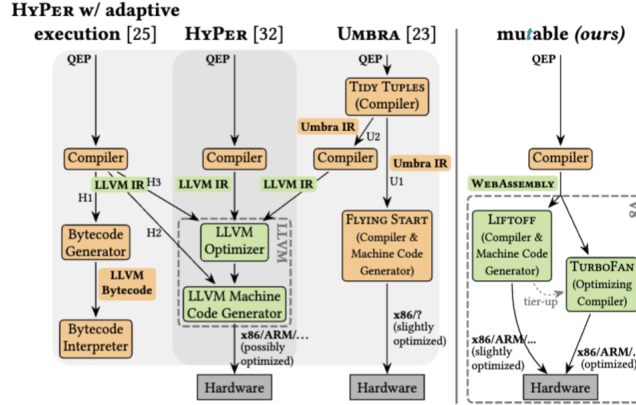 HyPer w/ adaptive
execution [25]
HyPer [32]
Umbra [23]
mutable (ours)
QEP
QEP
QEP
QEP
Tidy Tuples
(Compiler)
Umbra IR
U2
Compiler
Compiler
Compiler
Umbra IR
Compiler
LLVM IR
H3
LLVM IR
LLVM IR
U1
WebAssembly
H1
H2
Bytecode
Generator
LLVM
Optimizer
LLVM
Flying Start
(Compiler &
Machine Code
Generator)
Liftoff
(Compiler &
Machine Code
Generator)
V8
TurboFan
(Optimizing
Compiler)
tier-up
LLVM
Bytecode
LLVM Machine
Code Generator
Bytecode
Interpreter
x86/ARM/...
(possibly
optimized)
x86/?
(slightly
optimized)
x86/ARM/...
(slightly
optimized)
x86/ARM/..
(optimized)
Hardware
Hardware
Hardware